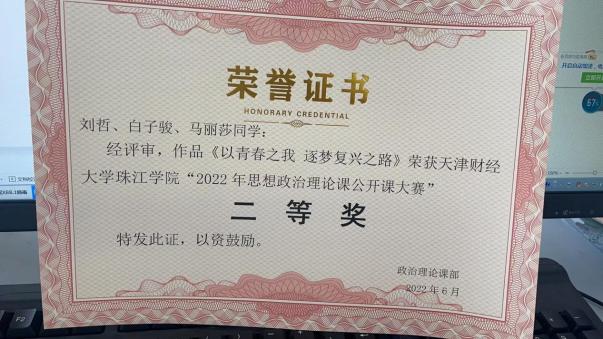 荣誉证书
HONORARY CREDENTIAL
刘哲、白子骏、马丽莎同学：
经评审，作品《以青春之我 逐梦复兴之路》荣获天津财经
大学珠江学院“2022年思想政治理论课公开课大赛”
二等奖
特发此证，以资鼓励。
政治理论课部
2022年6月
67
F2